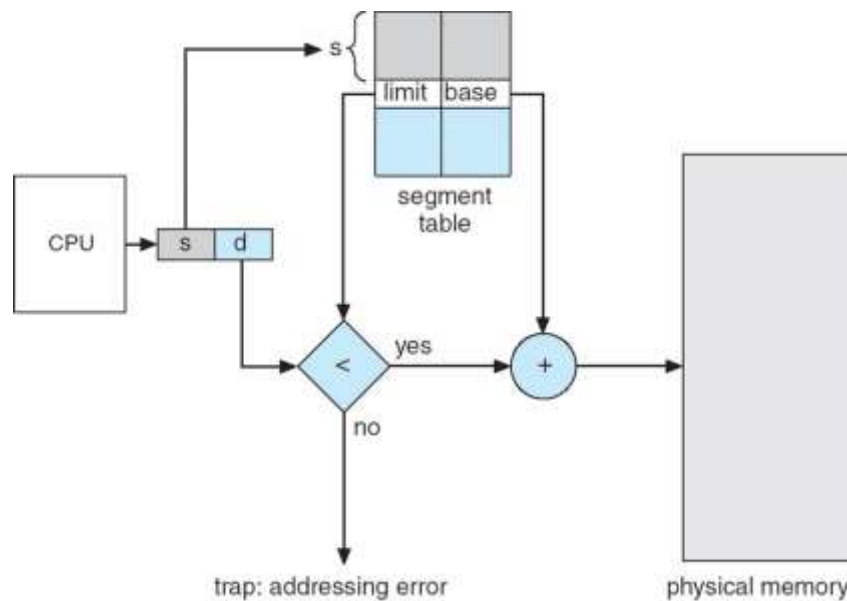 s
limit base
segment
table
CPU
s d
<
yes
+
no
trap: addressing error
physical memory